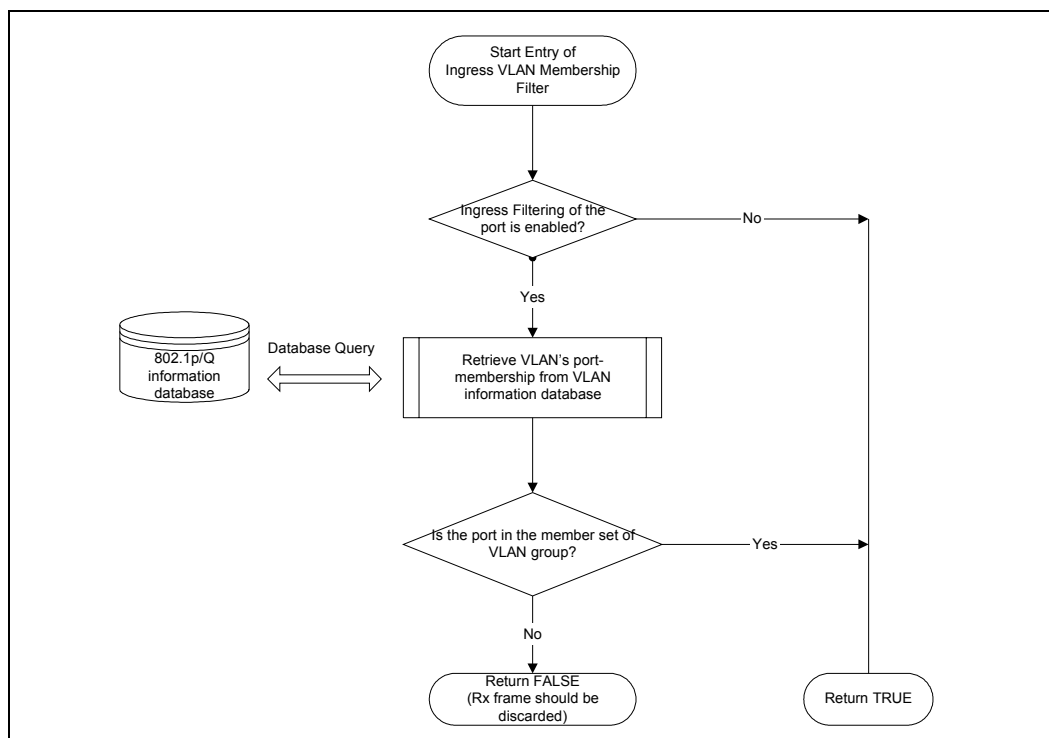 Start Entry of
Ingress VLAN Membership
Filter
Ingress Filtering of the
port is enabled?
No
Yes
802.1p/Q
information
database
Database Query
Retrieve VLAN's port-
membership from VLAN
information database
Is the port in the member set of
VLAN group?
Yes
No
Return FALSE
(Rx frame should be
discarded)
Return TRUE